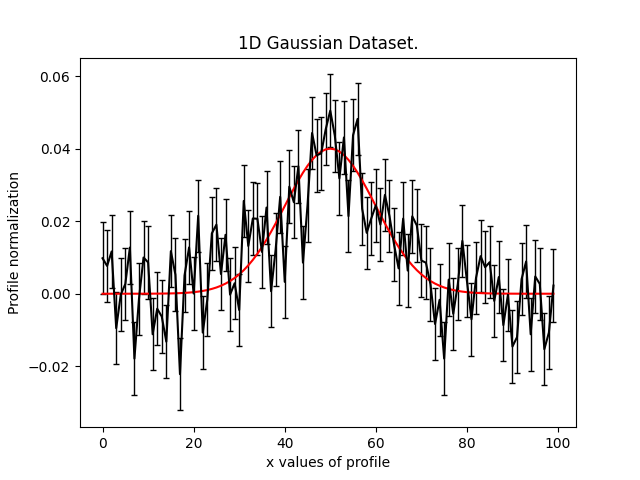 1D Gaussian Dataset.
Profile normalization
0.06
0.04
0.02
0.00
−0.02
0 20 40 60 80 100
x values of profile